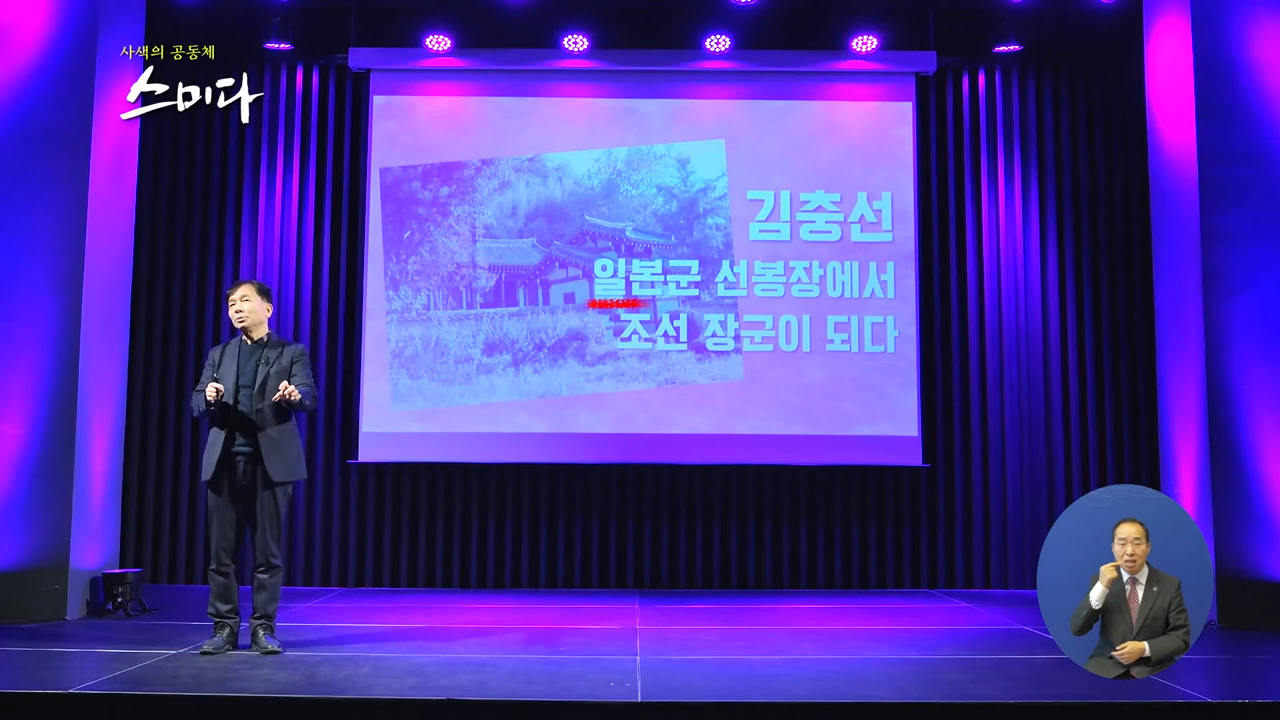 사색의 공동체
스미다
김충선
일본군 선봉장에서
조선 장군이 되다